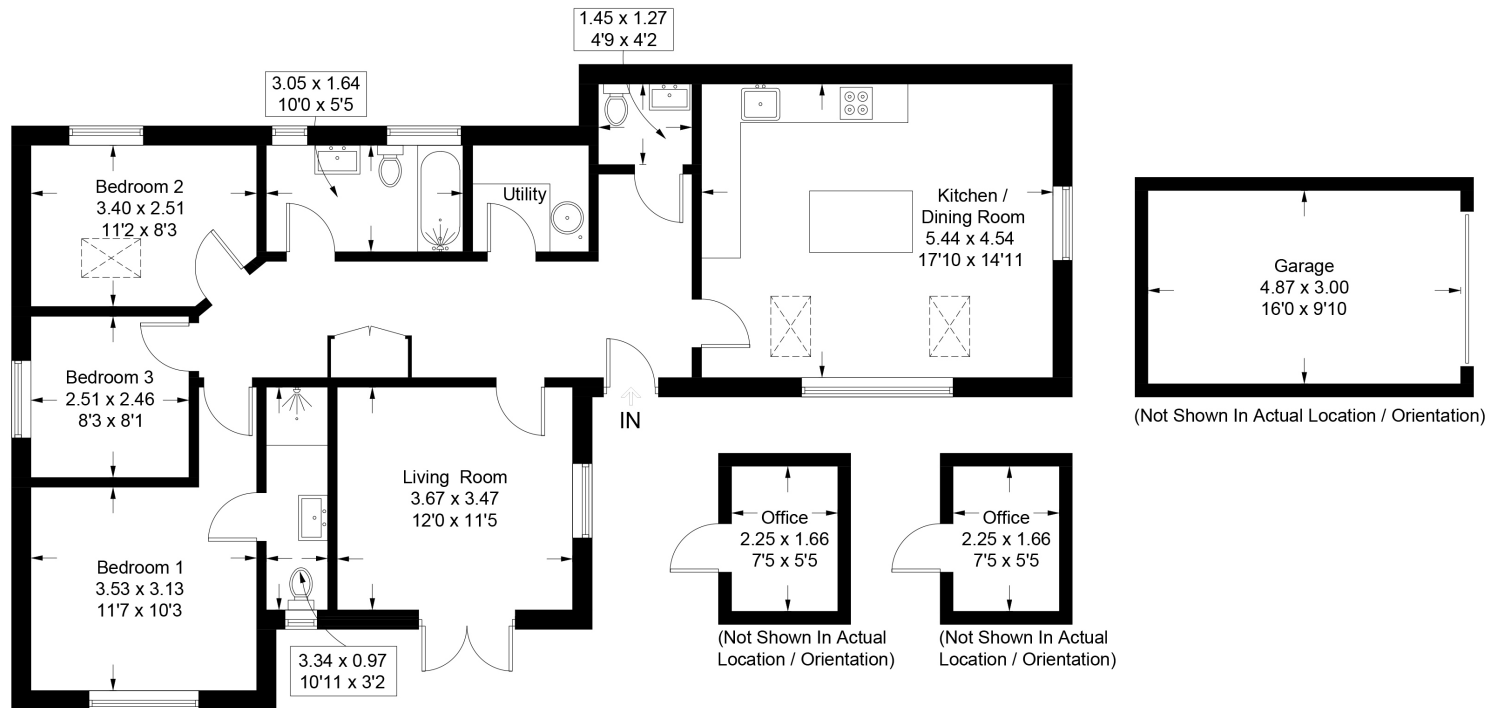 1.45 x 1.27
4'9 x 4'2
3.05 x 1.64
10'0 x 5'5
Bedroom 2
3.40 x 2.51
11'2 x 8'3
Utility
Kitchen /
Dining Room
5.44 x 4.54
17'10 x 14'11
Garage
4.87 x 3.00
16'0 x 9'10
(Not Shown In Actual Location / Orientation)
Bedroom 3
2.51 x 2.46
8'3 x 8'1
IN
Living Room
3.67 x 3.47
12'0 x 11'5
Bedroom 1
3.53 x 3.13
11'7 x 10'3
3.34 x 0.97
10'11 x 3'2
Office
2.25 x 1.66
7'5 x 5'5
(Not Shown In Actual
Location / Orientation)
Office
2.25 x 1.66
7'5 x 5'5
(Not Shown In Actual
Location / Orientation)